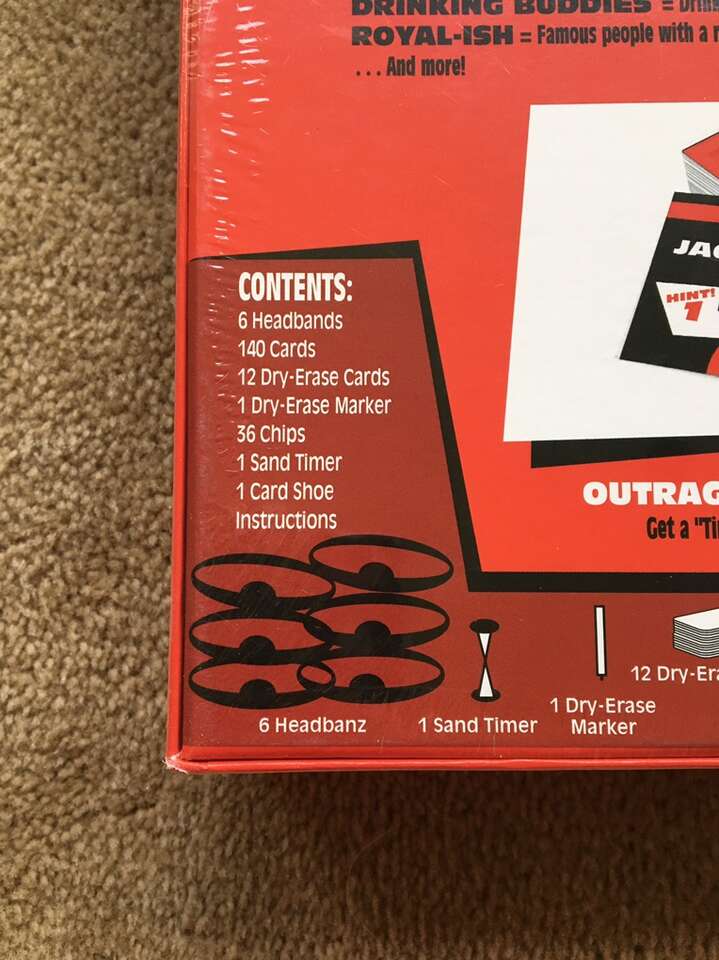 DRINKING BUDDIES =
ROYAL-ISH = Famous people with a
... And more!
JAC
HINT!
1
CONTENTS:
6 Headbands
140 Cards
12 Dry-Erase Cards
1 Dry-Erase Marker
36 Chips
1 Sand Timer
1 Card Shoe
Instructions
OUTRAG
Get a "Ti
6 Headbanz
1 Sand Timer
1 Dry-Erase
Marker
12 Dry-Era